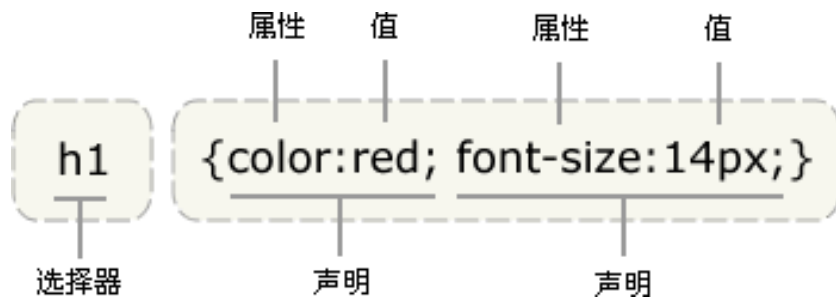 属性 值 属性 值
h1 {color:red; font-size:14px;}
选择器 声明 声明